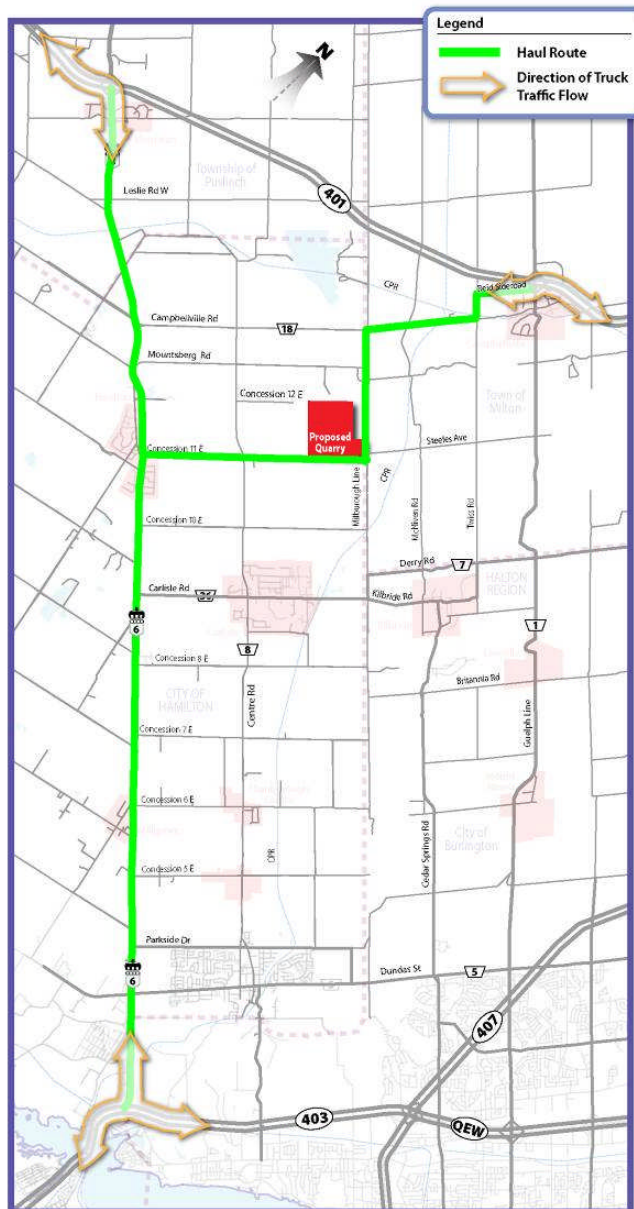 Legend
Haul Route
Direction of Truck
Traffic Flow
N
Township of
Puslinch
Leslie Rd W
401
CPR
Reid Sideroad
Campbellville Rd
18
Mountsberg Rd
Town of
Milton
Concession 12 E
Proposed
Quarry
Concession 11 E
Steeles Ave
Milborough Line
CPR
McNiven Rd
Twiss Rd
Concession 10 E
Derry Rd
7
HALTON
REGION
Carlisle Rd
Kilbride Rd
6
1
8
Concession 8 E
Britannia Rd
CITY OF
HAMILTON
Centre Rd
Guelph Line
Concession 7 E
Concession 6 E
City of
Burlington
Cedar Springs Rd
CPR
Concession 5 E
Parkside Dr
6
Dundas St
5
407
403
QEW